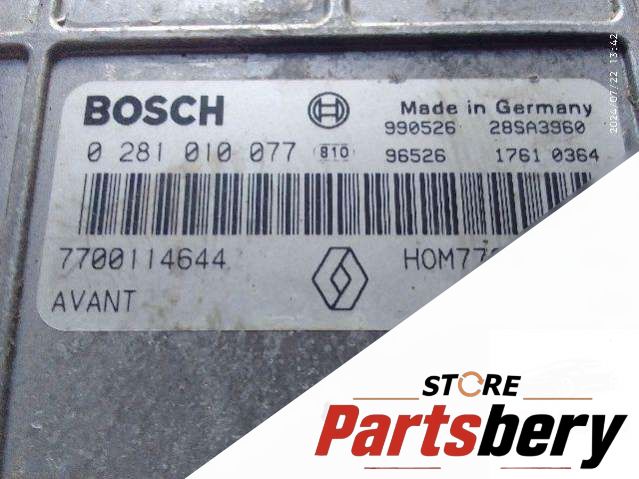 BOSCH
Made in Germany
990526 28SA3960
0 281 010 077 810 96526 1761 0364
7700114644
AVANT
2024/07/22 13:42
STORE
Partsbery